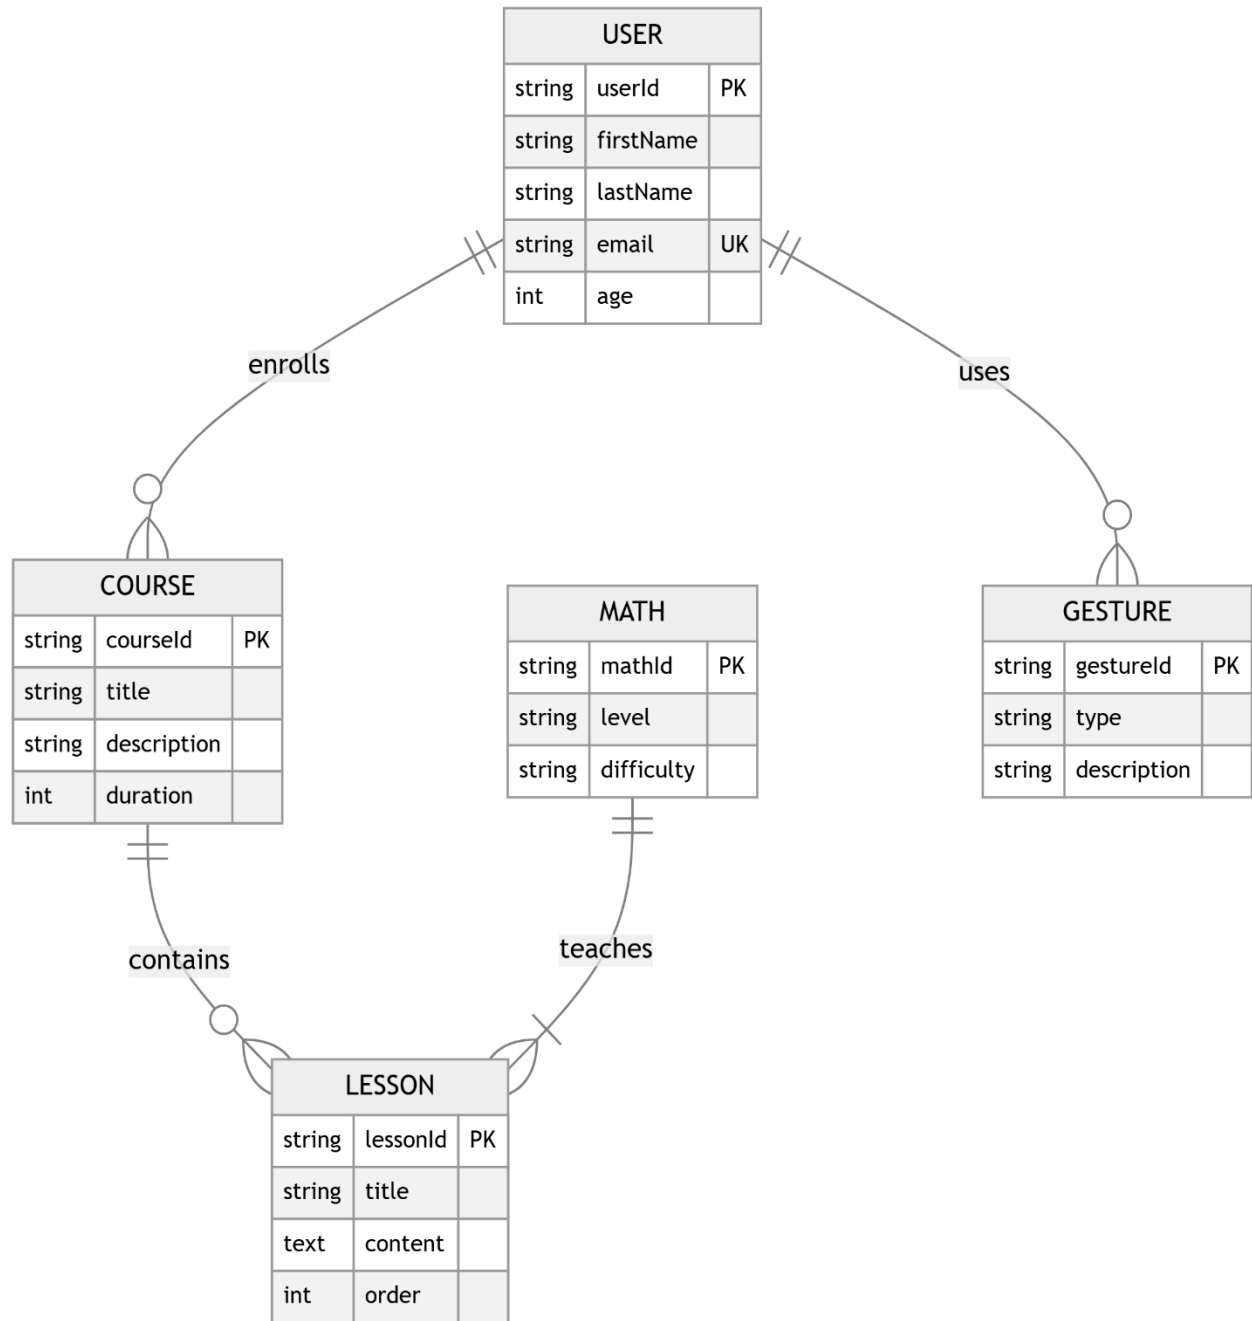 USER
string userId PK
string firstName
string lastName
string email UK
int age
enrolls
uses
COURSE
string courseId PK
string title
string description
int duration
MATH
string mathId PK
string level
string difficulty
GESTURE
string gestureId PK
string type
string description
contains
teaches
LESSON
string lessonId PK
string title
text content
int order